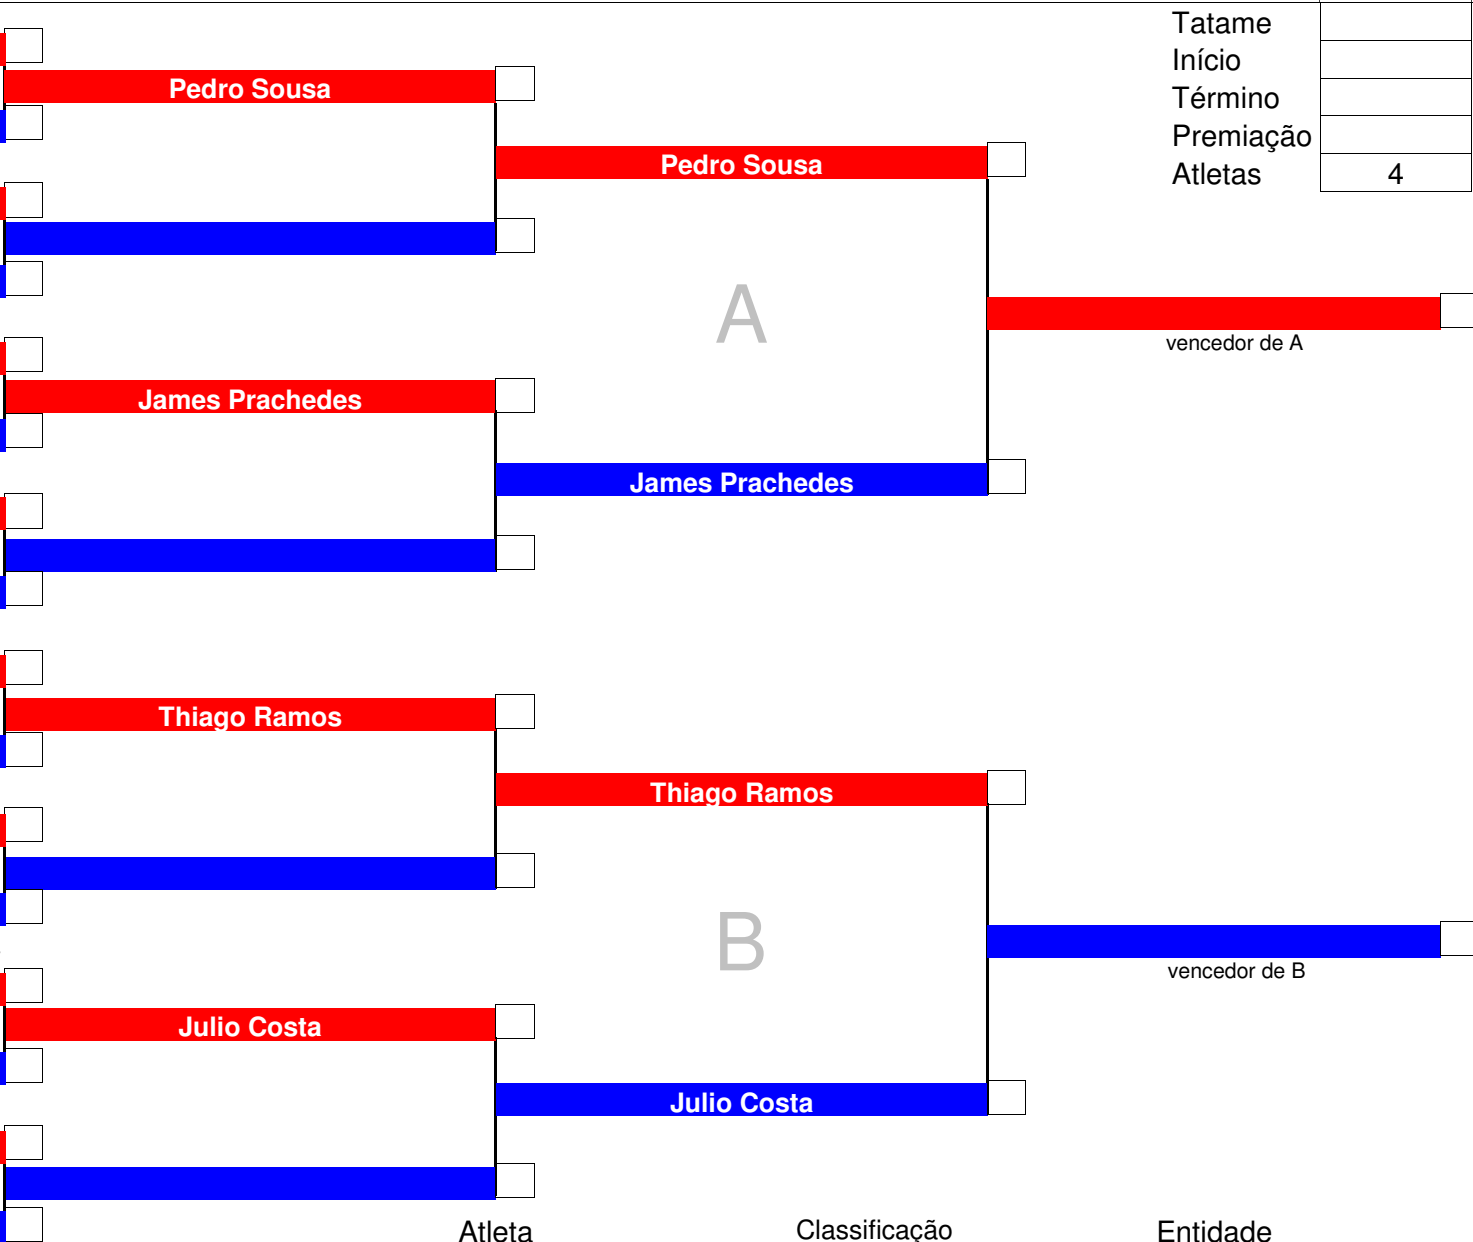 Tatame
Início
Término
Premiação
Atletas 4
Pedro Sousa
Pedro Sousa
A
vencedor de A
James Prachedes
James Prachedes
Thiago Ramos
Thiago Ramos
B
vencedor de B
Julio Costa
Julio Costa
Atleta Classificação Entidade